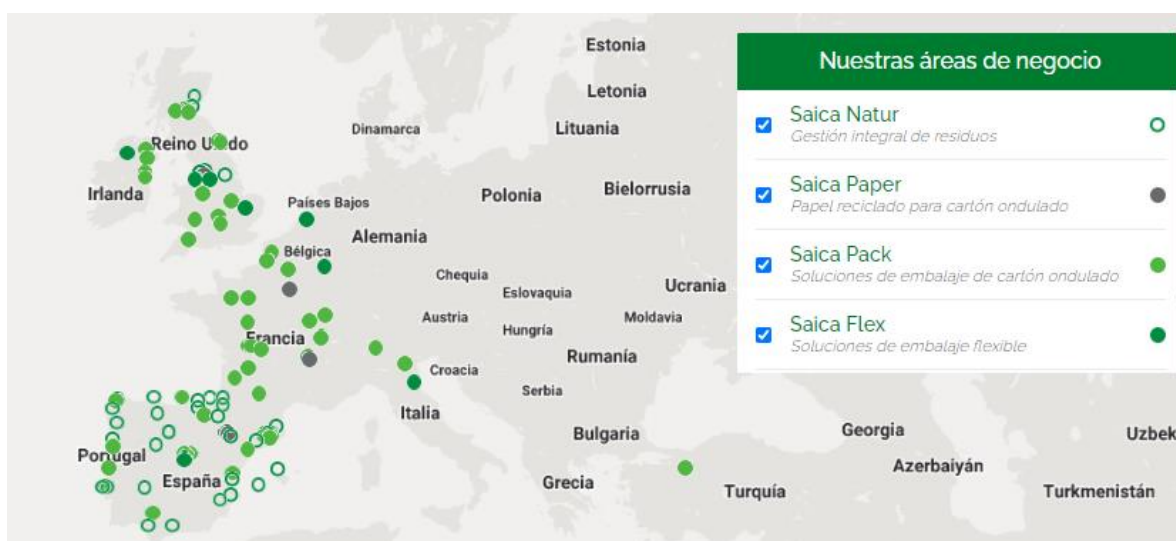 Nuestras áreas de negocio
Saica Natur
Gestión integral de residuos
Saica Paper
Papel reciclado para cartón ondulado
Saica Pack
Soluciones de embalaje de cartón ondulado
Saica Flex
Soluciones de embalaje flexible
Estonia
Letonia
Lituania
Dinamarca
Reino Unido
Irlanda
Países Bajos
Polonia
Bielorrusia
Alemania
Bélgica
Chequia
Eslovaquia
Ucrania
Austria
Hungría
Moldavia
Francia
Rumanía
Croacia
Serbia
Italia
Bulgaria
Georgia
Uzbek
Portugal
España
Grecia
Turquía
Azerbaiyán
Turkmenistán